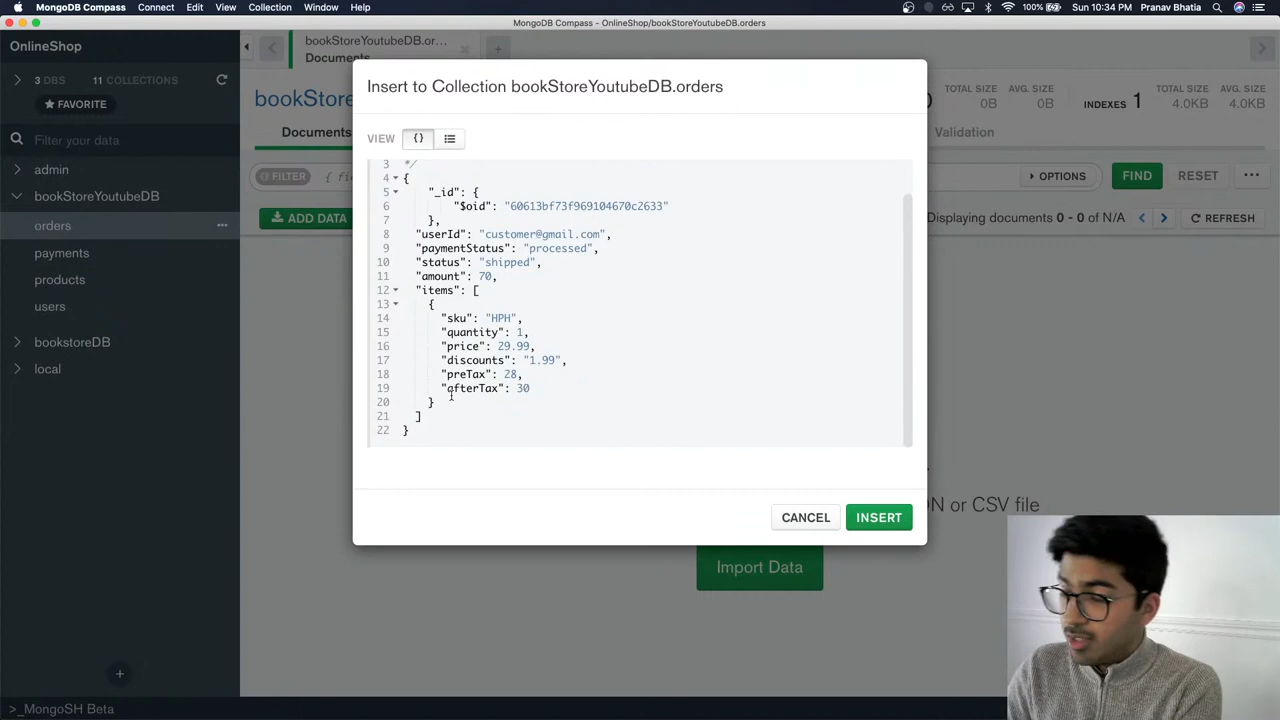 MongoDB Compass Connect Edit View Collection Window Help 100% Sun 10:34 PM Pranav Bhatia
MongoDB Compass - OnlineShop/bookStoreYoutubeDB.orders
OnlineShop
3 DBS 11 COLLECTIONS
FAVORITE
Filter your data
admin
bookStoreYoutubeDB
orders
payments
products
users
bookstoreDB
local
>_MongoSH Beta
bookStoreYoutubeDB.or...
Documents
bookStore
TOTAL SIZE AVG. SIZE
0B 0B
INDEXES 1
TOTAL SIZE AVG. SIZE
4.0KB 4.0KB
Documents
Validation
FILTER { fie
OPTIONS
FIND
RESET
ADD DATA
Displaying documents 0 - 0 of N/A
REFRESH
Insert to Collection bookStoreYoutubeDB.orders
VIEW {}
3 */
4 {
5 "_id": {
6 "$oid": "60613bf73f969104670c2633"
7 },
8 "userId": "customer@gmail.com",
9 "paymentStatus": "processed",
10 "status": "shipped",
11 "amount": 70,
12 "items": [
13 {
14 "sku": "HPH",
15 "quantity": 1,
16 "price": 29.99,
17 "discounts": "1.99",
18 "preTax": 28,
19 "afterTax": 30
20 }
21 ]
22 }
CANCEL
INSERT
ON or CSV file
Import Data